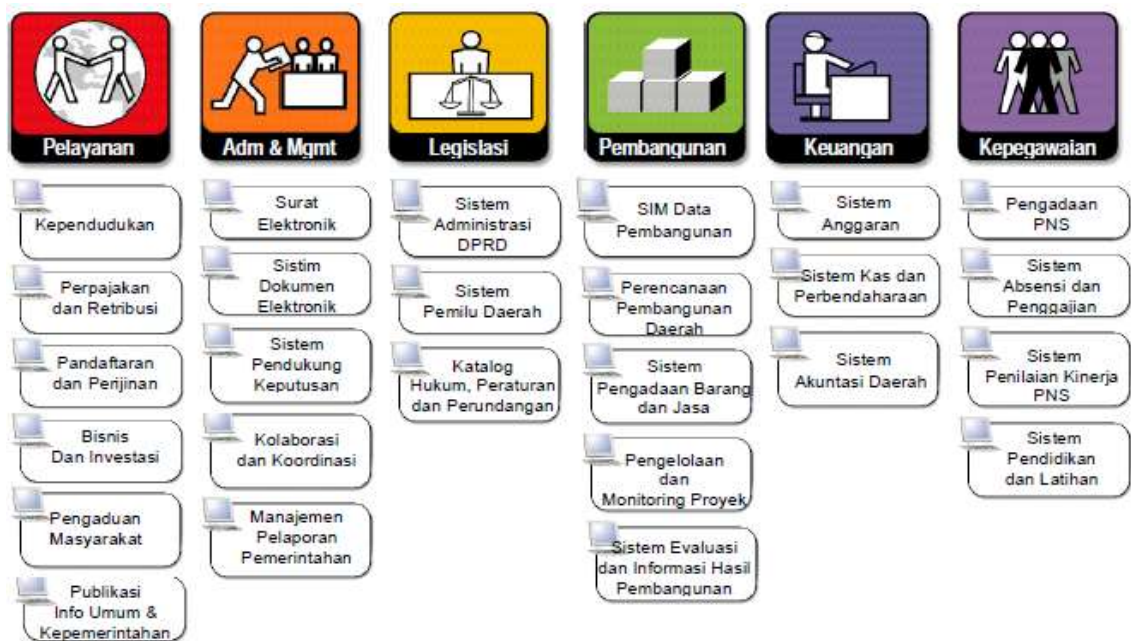 Pelayanan
Kependudukan
Perpajakan
dan Retribusi
Pandaftaran
dan Perijinan
Bisnis
Dan Investasi
Pengaduan
Masyarakat
Publikasi
Info Umum &
Kepemerintahan
Adm & Mgmt
Surat
Elektronik
Sistim
Dokumen
Elektronik
Sistem
Pendukung
Keputusan
Kolaborasi
dan Koordinasi
Manajemen
Pelaporan
Pemerintahan
Legislasi
Sistem
Administrasi
DPRD
Sistem
Pemilu Daerah
Katalog
Hukum, Peraturan
dan Perundangan
Pembangunan
SIM Data
Pembangunan
Perencanaan
Pembangunan
Daerah
Sistem
Pengadaan Barang
dan Jasa
Pengelolaan
dan
Monitoring Proyek
Sistem Evaluasi
dan Informasi Hasil
Pembangunan
Keuangan
Sistem
Anggaran
Sistem Kas dan
Perbendaharaan
Sistem
Akuntasi Daerah
Kepegawaian
Pengadaan
PNS
Sistem
Absensi dan
Penggajian
Sistem
Penilaian Kinerja
PNS
Sistem
Pendidikan
dan Latihan